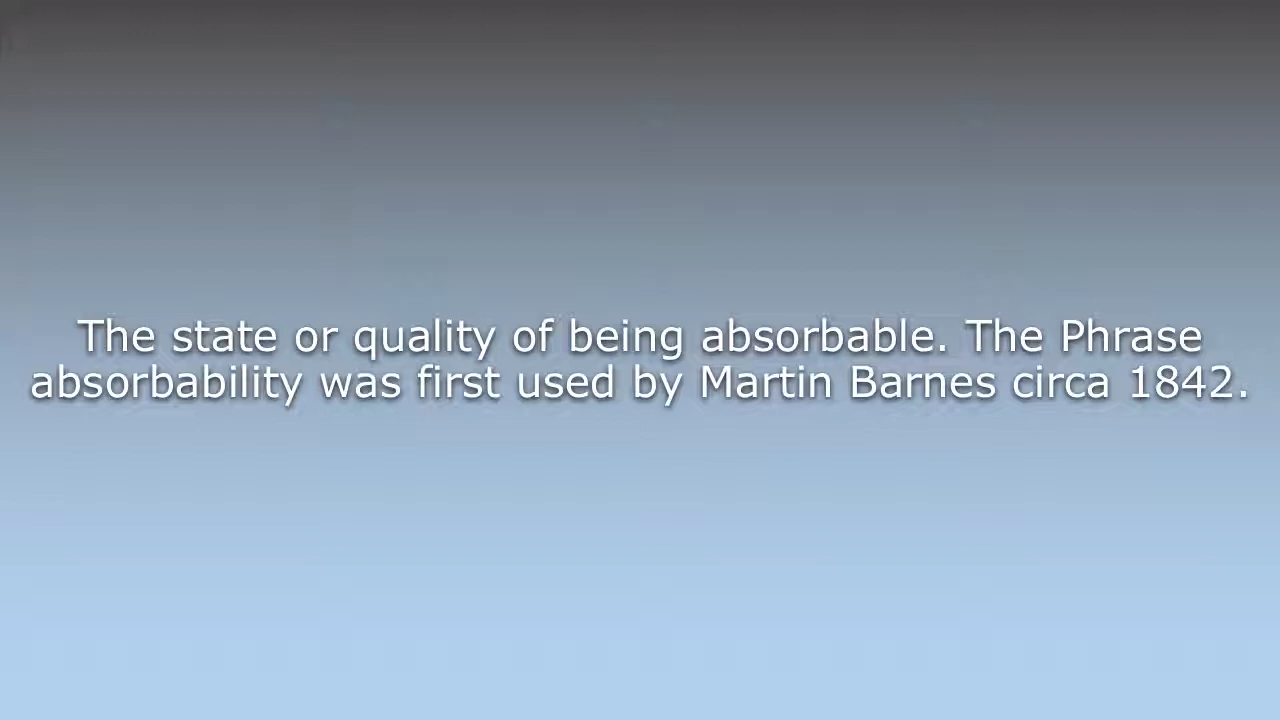 The state or quality of being absorbable. The Phrase
absorbability was first used by Martin Barnes circa 1842.